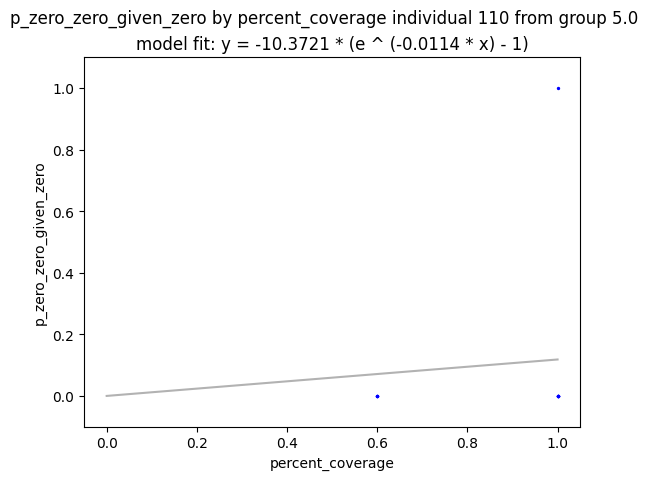 p_zero_zero_given_zero by percent_coverage individual 110 from group 5.0
model fit: y = -10.3721 * (e ^ (-0.0114 * x) - 1)
1.0
0.8
0.6
0.4
0.2
0.0
p_zero_zero_given_zero
0.0 0.2 0.4 0.6 0.8 1.0
percent_coverage